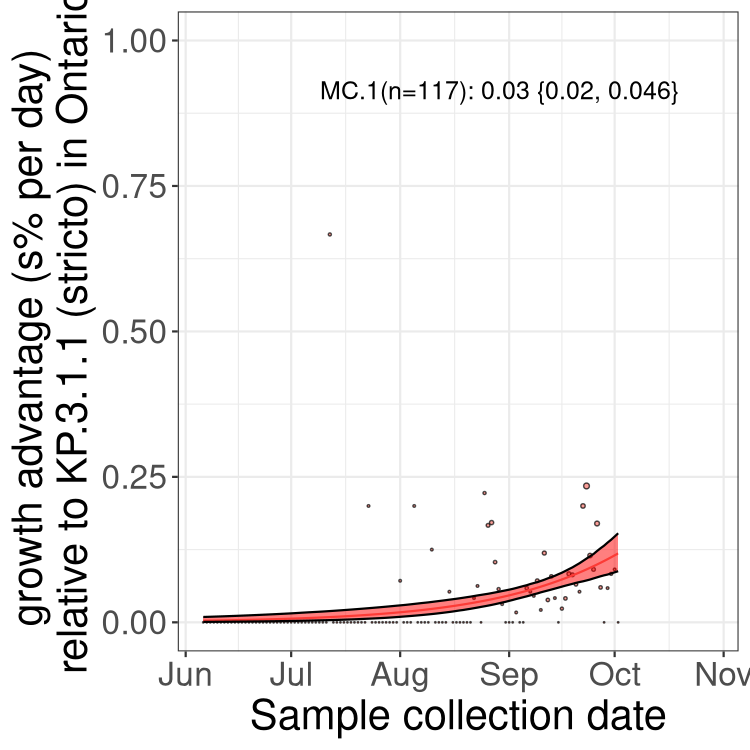 growth advantage (s% per day)
relative to KP.3.1.1 (stricto) in Ontario
1.00
0.75
0.50
0.25
0.00
MC.1(n=117): 0.03 {0.02, 0.046}
Jun Jul Aug Sep Oct Nov
Sample collection date